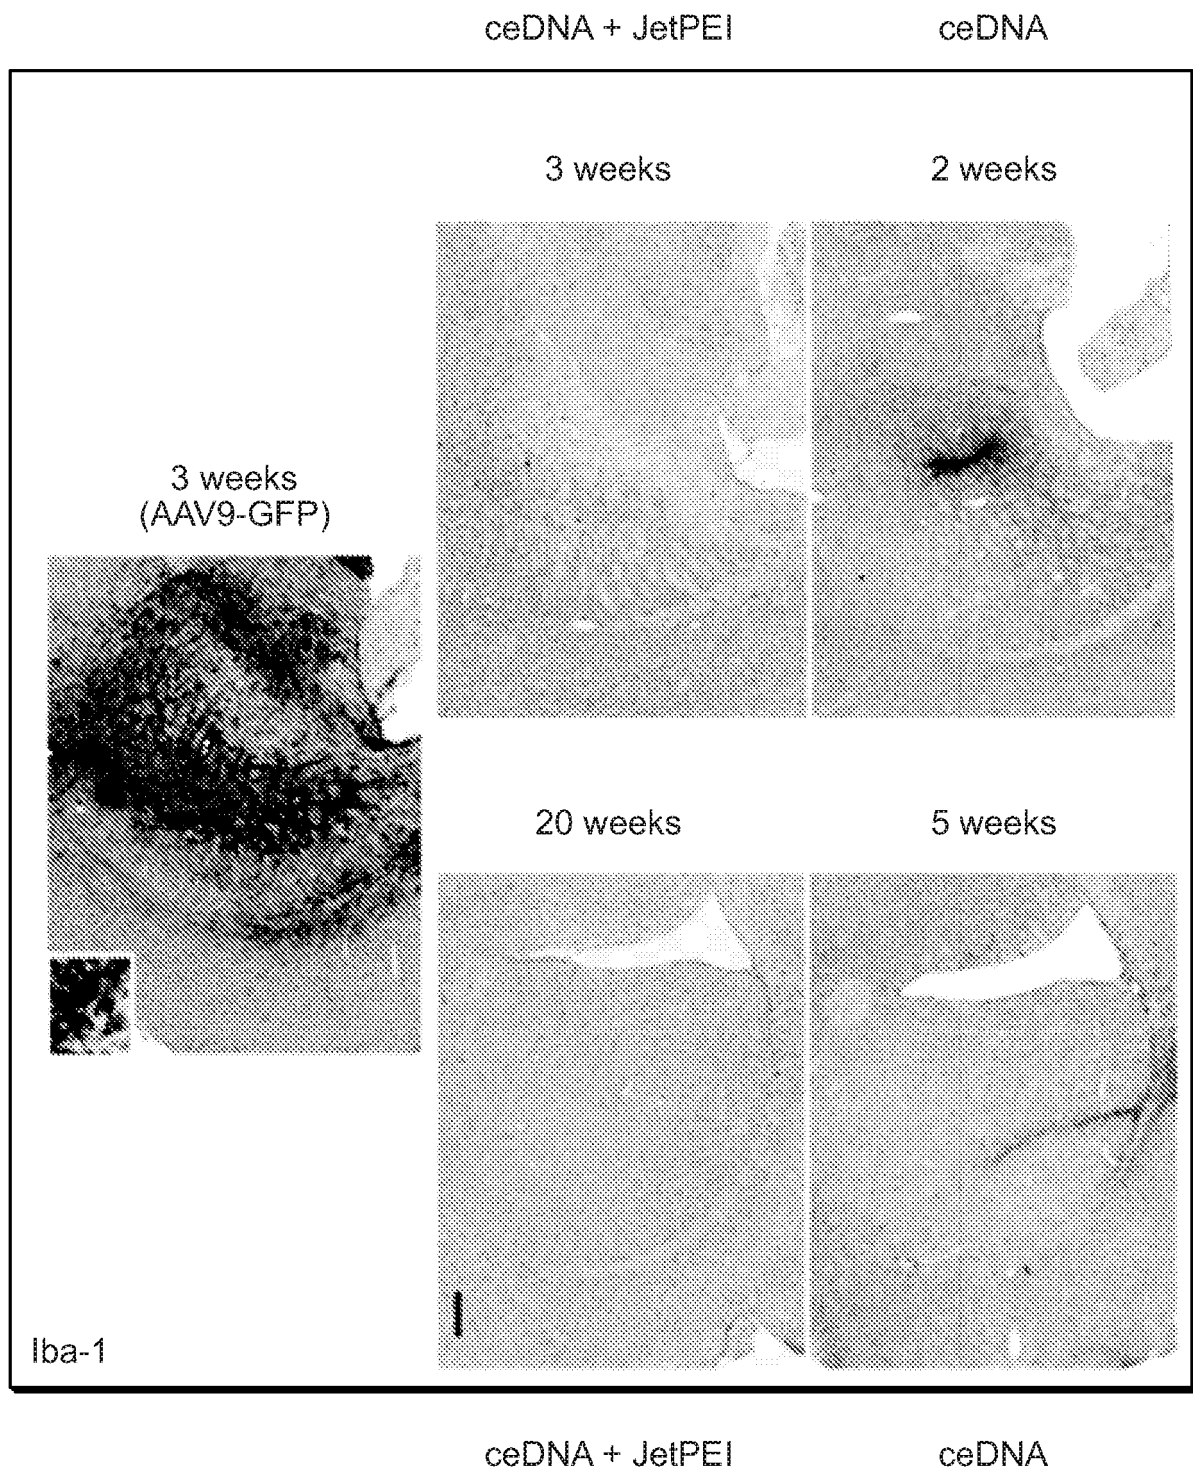 ceDNA + JetPEI
ceDNA
3 weeks
2 weeks
3 weeks
(AAV9-GFP)
20 weeks
5 weeks
Iba-1
ceDNA + JetPEI
ceDNA